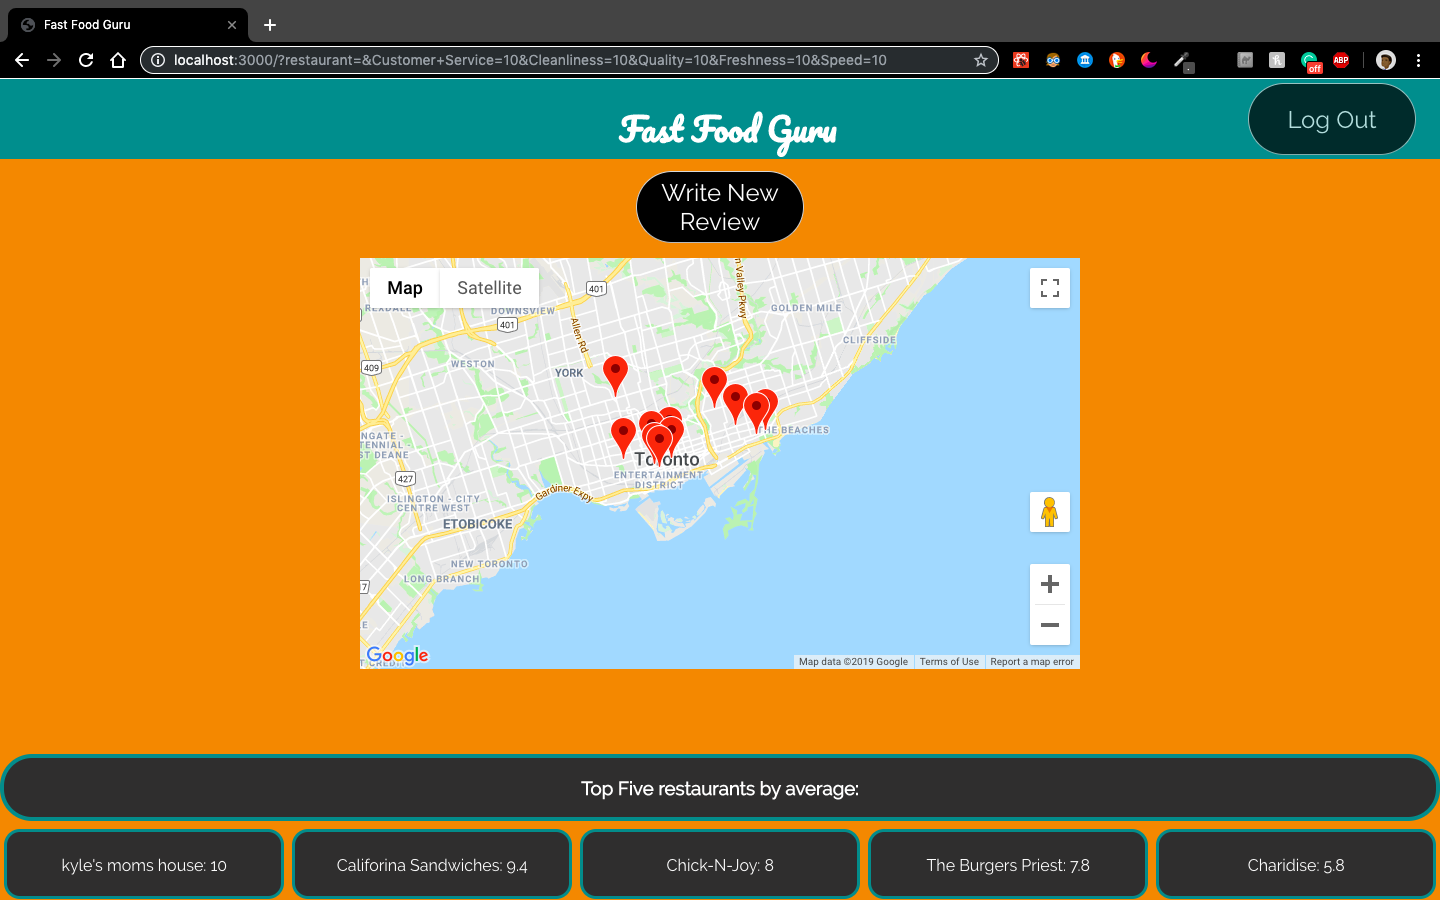 Fast Food Guru
localhost:3000/?restaurant=&Customer+Service=10&Cleanliness=10&Quality=10&Freshness=10&Speed=10
off
ABP
Fast Food Guru
Log Out
Write New
Review
Map
Satellite
401
n Valley Pkwy
REXDALE
DOWNSVIEW
GOLDEN MILE
401
Allen Rd
CLIFFSIDE
WESTON
409
YORK
THE BEACHES
NGATE -
TENNIAL -
ST DEANE
Toronto
ENTERTAINMENT
DISTRICT
427
Gardiner Expy
ISLINGTON - CITY
CENTRE WEST
ETOBICOKE
NEW TORONTO
LONG BRANCH
Google
Map data ©2019 Google
Terms of Use
Report a map error
Top Five restaurants by average:
kyle's moms house: 10
Califorina Sandwiches: 9.4
Chick-N-Joy: 8
The Burgers Priest: 7.8
Charidise: 5.8